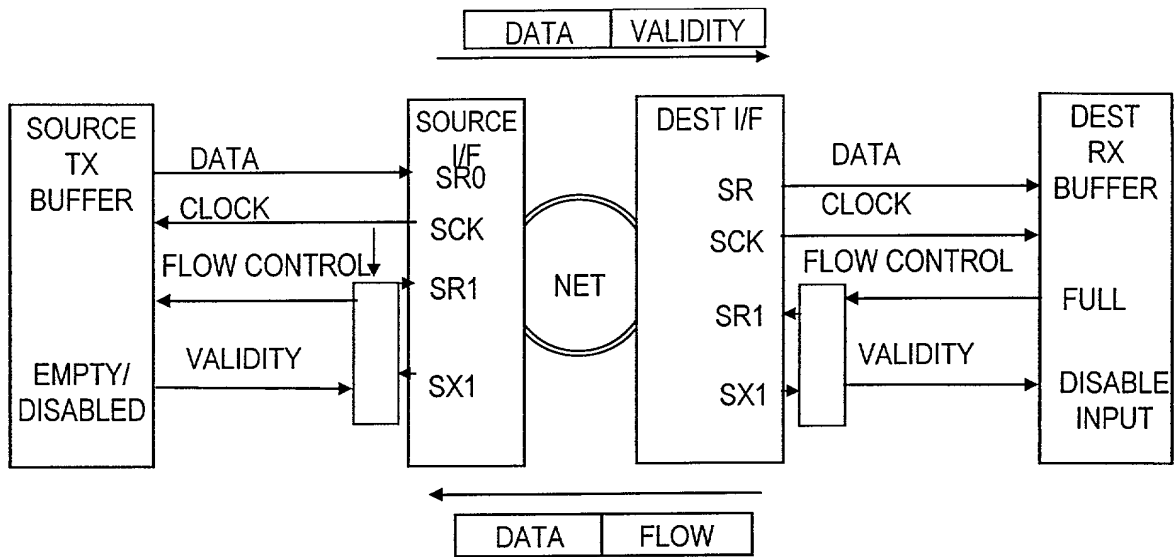 DATA VALIDITY
SOURCE
TX
BUFFER
EMPTY/
DISABLED
DATA
CLOCK
FLOW CONTROL
VALIDITY
SOURCE
I/F
SR0
SCK
SR1
SX1
NET
DEST I/F
SR
SCK
SR1
SX1
DATA
CLOCK
FLOW CONTROL
VALIDITY
DEST
RX
BUFFER
FULL
DISABLE
INPUT
DATA FLOW